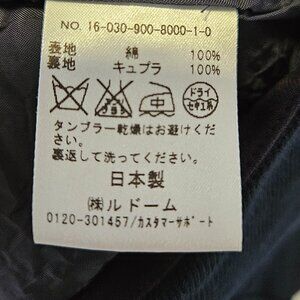 NO. 16-030-900-8000-1-0
表地 綿 100%
裏地 キュプラ 100%
ドライ
セキユ系
タンブラー乾燥はお避けくだ
さい。
裏返して洗ってください。
日本製
㈱ルドーム
0120-301457/カスタマーサポート